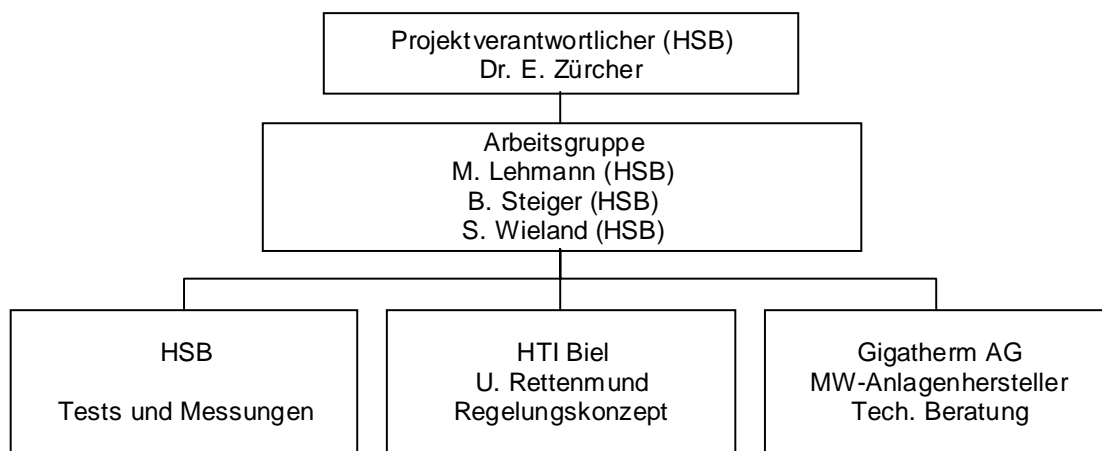 Projektverantwortlicher (HSB)
Dr. E. Zürcher
Arbeitsgruppe
M. Lehmann (HSB)
B. Steiger (HSB)
S. Wieland (HSB)
HSB
Tests und Messungen
HTI Biel
U. Rettenmund
Regelungskonzept
Gigatherm AG
MW-Anlagenhersteller
Tech. Beratung